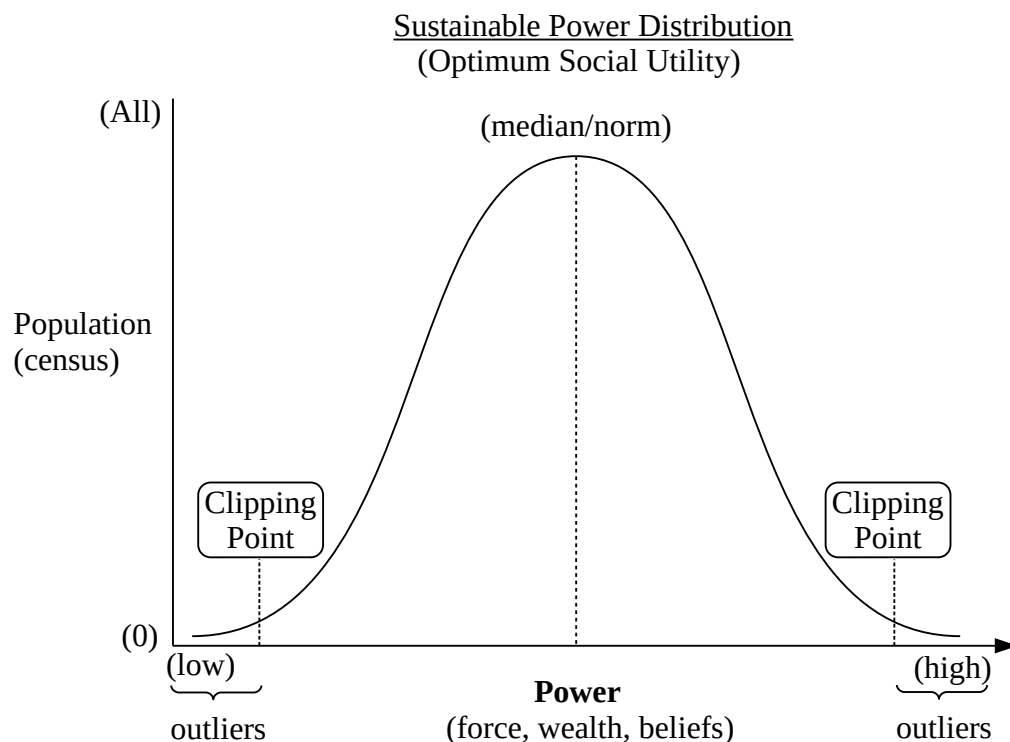 Sustainable Power Distribution
(Optimum Social Utility)
(All)
(median/norm)
Population
(census)
Clipping
Point
Clipping
Point
(0)
(low)
(high)
Power
(force, wealth, beliefs)
outliers
outliers